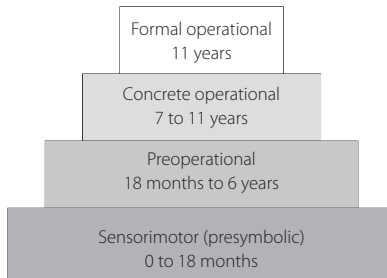 Formal operational
11 years
Concrete operational
7 to 11 years
Preoperational
18 months to 6 years
Sensorimotor (presymbolic)
0 to 18 months